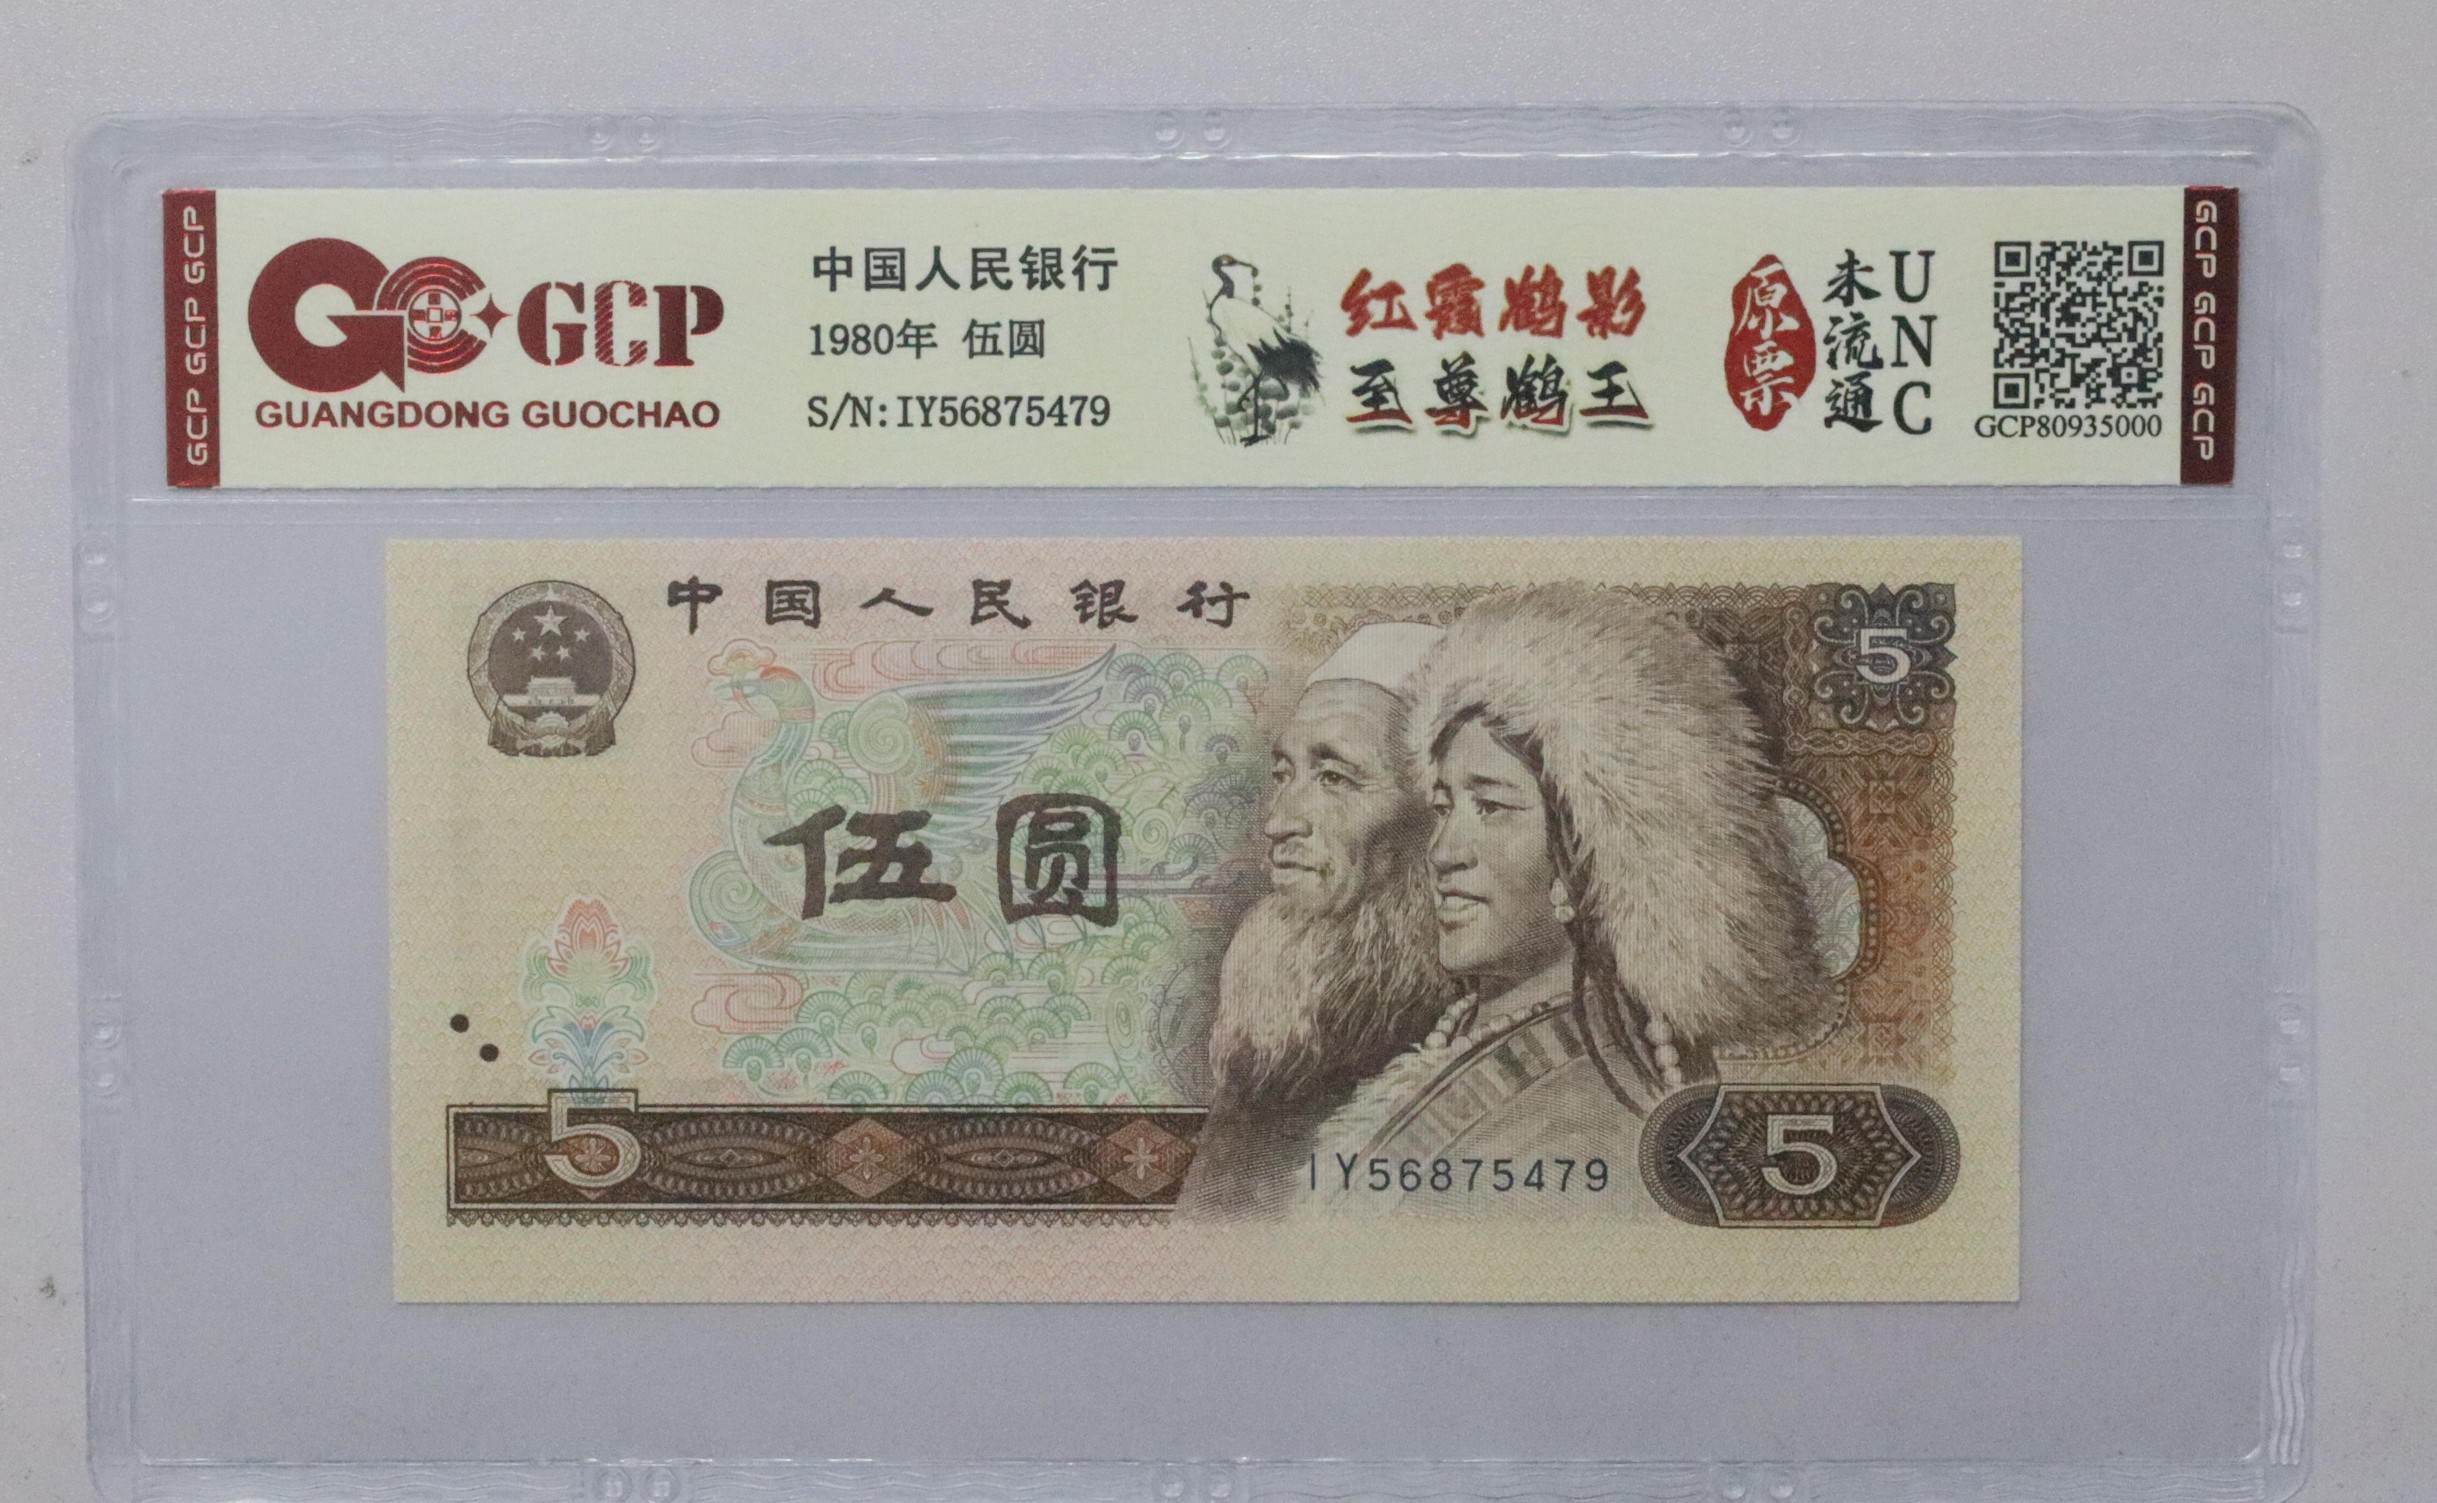 GCP GCP GCP
GCP
GUANGDONG GUOCHAO
中国人民银行
1980年 伍圆
S/N:IY56875479
红霞鹤影
至尊鹤王
原票
未流通
UNC
GCP80935000
GCP GCP GCP
中国人民银行
5
伍圆
5
IY56875479
5